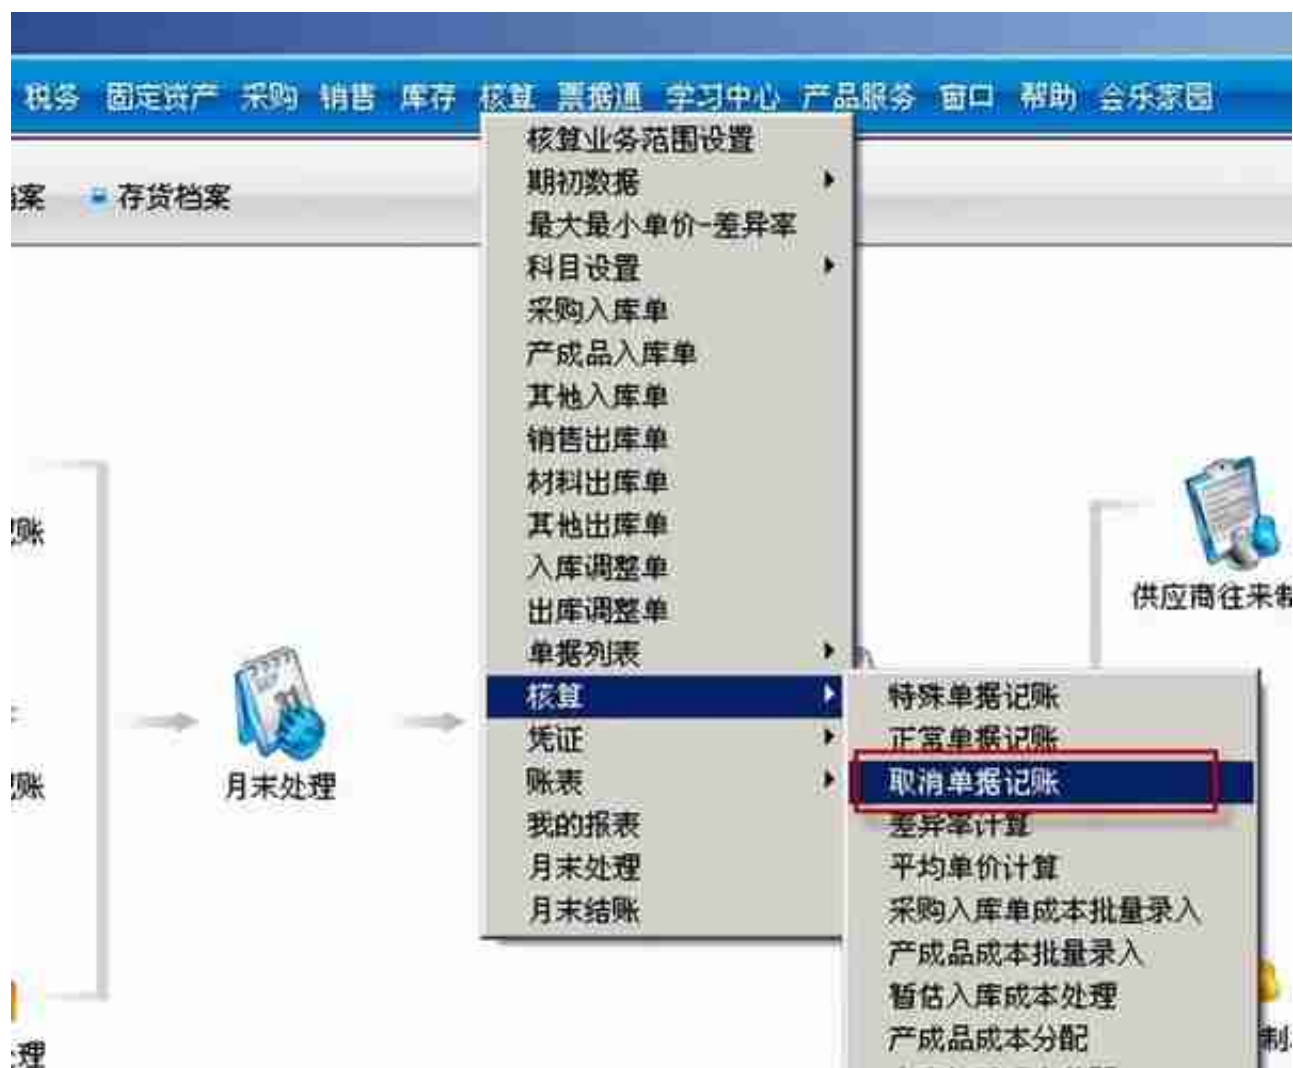 税务 固定资产 采购 销售 库存 核算 票据通 学习中心 产品服务 窗口 帮助 会乐家园
案 存货档案
核算业务范围设置
期初数据
最大最小单价-差异率
科目设置
采购入库单
产成品入库单
其他入库单
销售出库单
材料出库单
其他出库单
入库调整单
出库调整单
单据列表
核算
凭证
账表
我的报表
月末处理
月末结账
特殊单据记账
正常单据记账
取消单据记账
差异率计算
平均单价计算
采购入库单成本批量录入
产成品成本批量录入
暂估入库成本处理
产成品成本分配
账
月末处理
账
理
供应商往来制
制